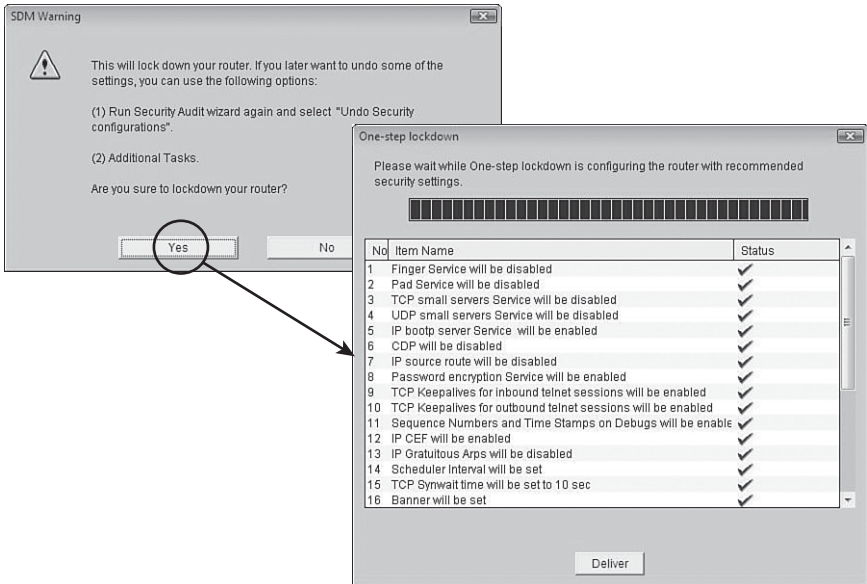 SDM Warning
This will lock down your router. If you later want to undo some of the
settings, you can use the following options:
(1) Run Security Audit wizard again and select "Undo Security
configurations".
(2) Additional Tasks.
Are you sure to lockdown your router?
Yes
No
One-step lockdown
Please wait while One-step lockdown is configuring the router with recommended
security settings.
No Item Name Status
1 Finger Service will be disabled
2 Pad Service will be disabled
3 TCP small servers Service will be disabled
4 UDP small servers Service will be disabled
5 IP bootp server Service will be enabled
6 CDP will be disabled
7 IP source route will be disabled
8 Password encryption Service will be enabled
9 TCP Keepalives for inbound telnet sessions will be enabled
10 TCP Keepalives for outbound telnet sessions will be enabled
11 Sequence Numbers and Time Stamps on Debugs will be enable
12 IP CEF will be enabled
13 IP Gratuitous Arps will be disabled
14 Scheduler Interval will be set
15 TCP Synwait time will be set to 10 sec
16 Banner will be set
Deliver